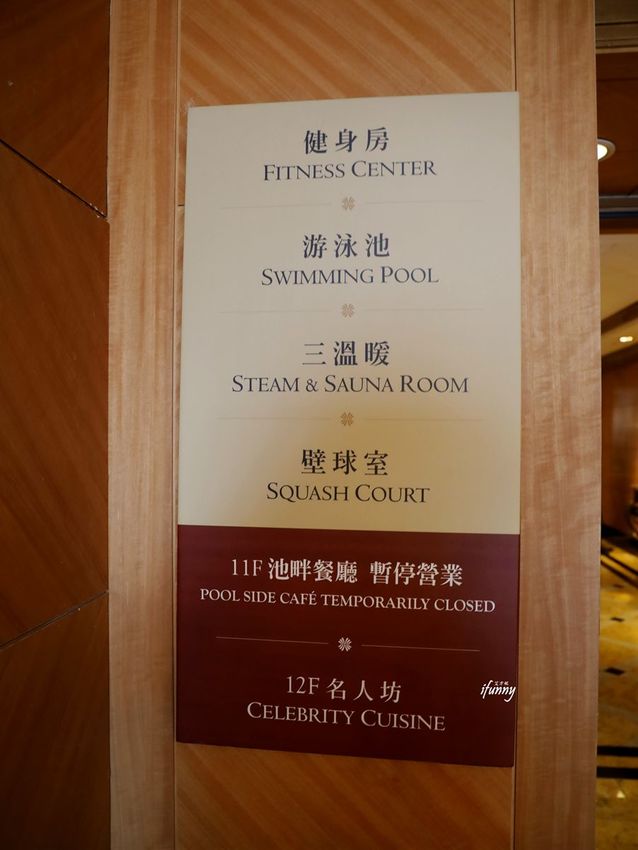 健身房
FITNESS CENTER
游泳池
SWIMMING POOL
三溫暖
STEAM & SAUNA ROOM
壁球室
SQUASH COURT
11F 池畔餐廳 暫停營業
POOL SIDE CAFÉ TEMPORARILY CLOSED
12F 名人坊
CELEBRITY CUISINE
ifunny